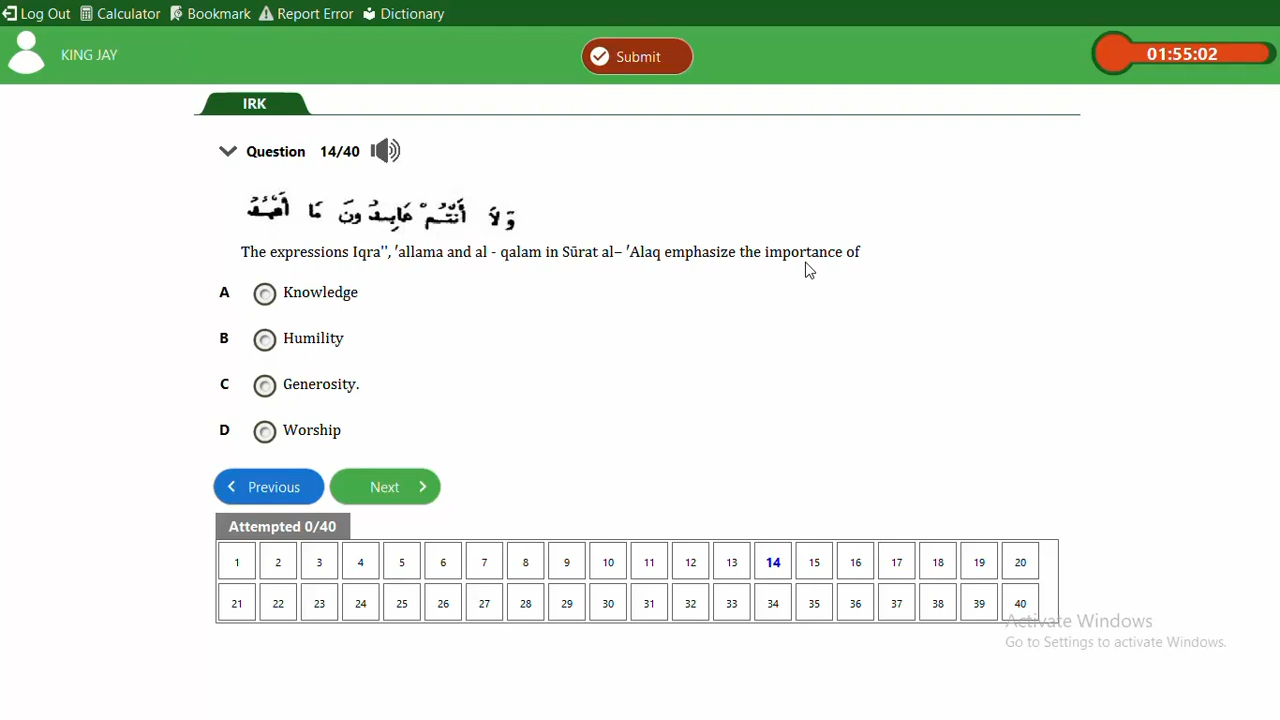 Log Out Calculator Bookmark Report Error Dictionary
KING JAY
Submit
01:55:02
IRK
Question 14/40
وَلاَ أَنتُمْ عَابِدُونَ مَا أَعْبُدُ
The expressions Iqra", 'allama and al - qalam in Sūrat al– 'Alaq emphasize the importance of
A Knowledge
B Humility
C Generosity.
D Worship
Previous Next
Attempted 0/40
1 2 3 4 5 6 7 8 9 10 11 12 13 14 15 16 17 18 19 20
21 22 23 24 25 26 27 28 29 30 31 32 33 34 35 36 37 38 39 40
Activate Windows
Go to Settings to activate Windows.